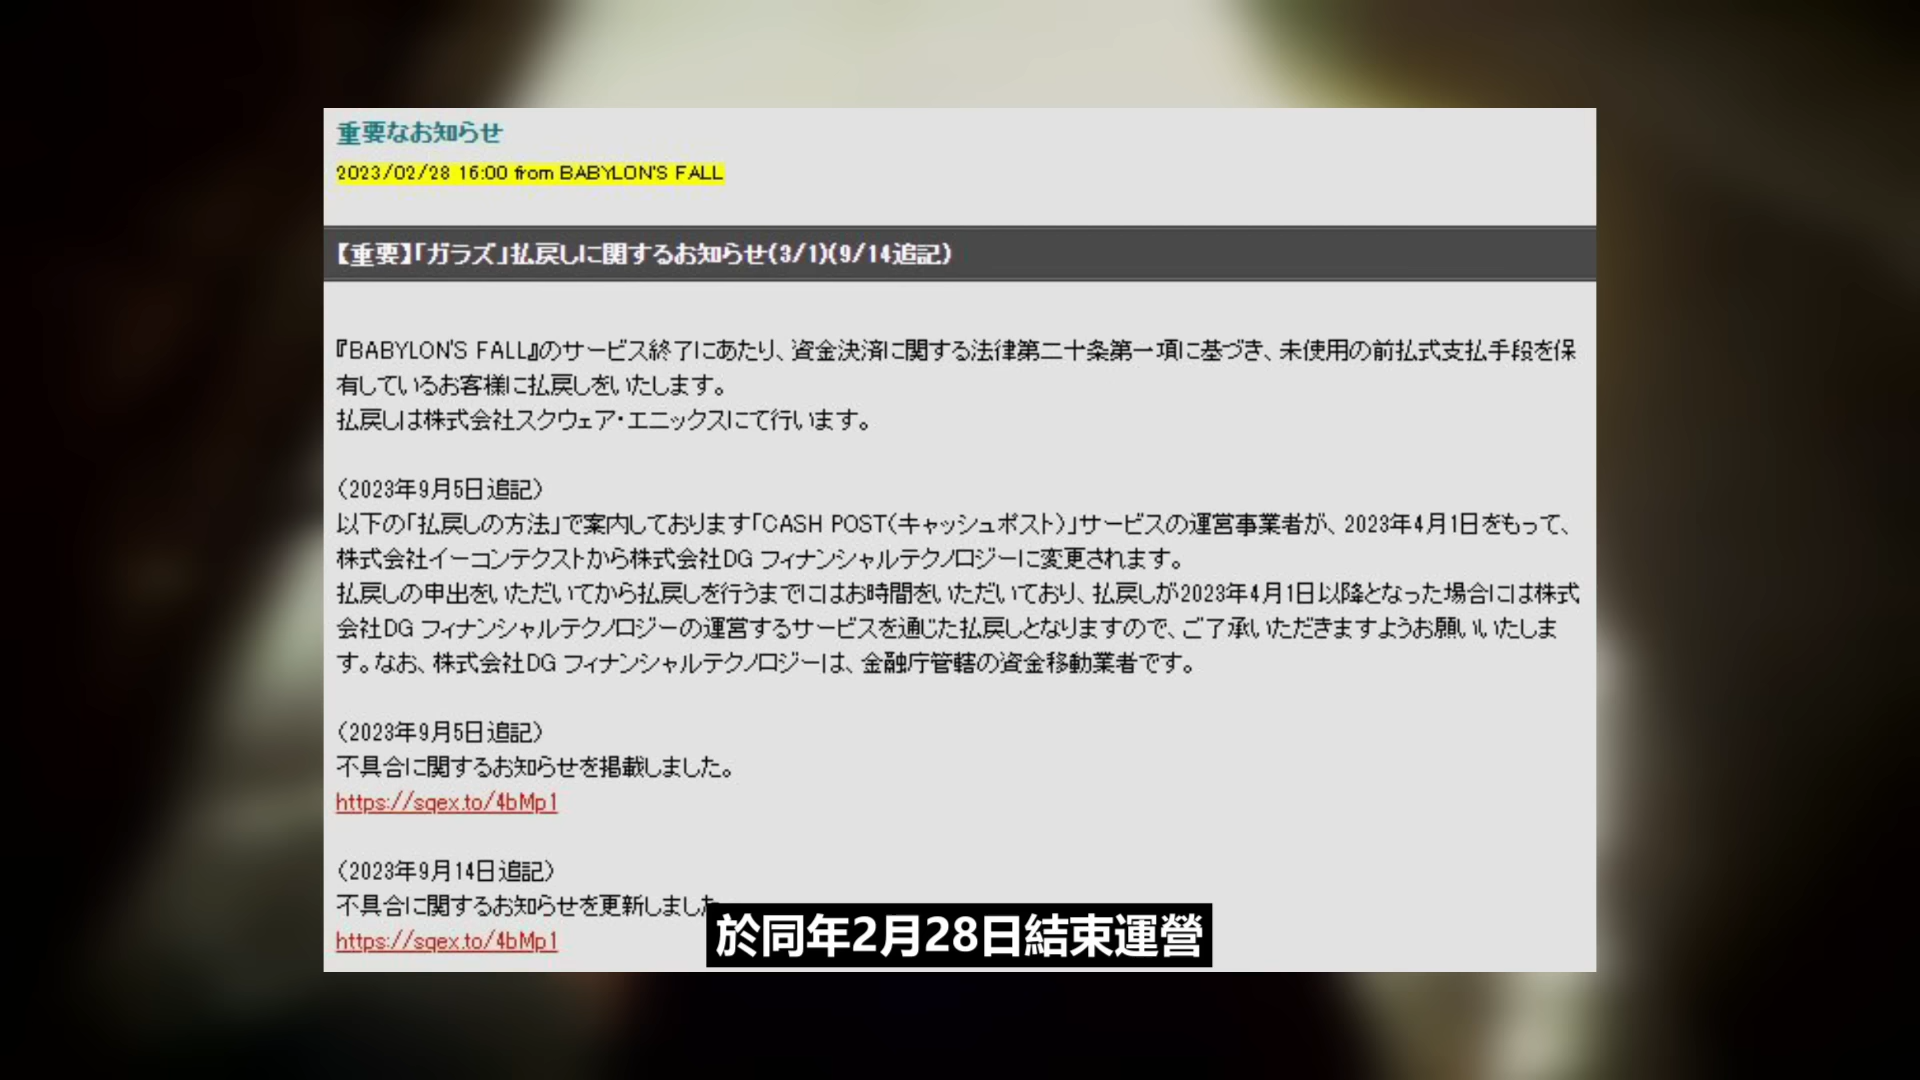 重要なお知らせ
2023/02/28 16:00 from BABYLON'S FALL
【重要】「ガラズ」払戻しに関するお知らせ(3/1)(9/14追記)
『BABYLON'S FALL』のサービス終了にあたり、資金決済に関する法律第二十条第一項に基づき、未使用の前払式支払手段を保
有しているお客様に払戻しをいたします。
払戻しは株式会社スクウェア・エニックスにて行います。
（2023年9月5日追記）
以下の「払戻しの方法」で案内しております「CASH POST（キャッシュポスト）」サービスの運営事業者が、2023年4月1日をもって、
株式会社イーコンテクストから株式会社DG フィナンシャルテクノロジーに変更されます。
払戻しの申出をいただいてから払戻しを行うまでにはお時間をいただいており、払戻しが2023年4月1日以降となった場合には株式
会社DG フィナンシャルテクノロジーの運営するサービスを通じた払戻しとなりますので、ご了承いただきますようお願いいたしま
す。なお、株式会社DG フィナンシャルテクノロジーは、金融庁管轄の資金移動業者です。
（2023年9月5日追記）
不具合に関するお知らせを掲載しました。
https://sqex.to/4bMp1
（2023年9月14日追記）
不具合に関するお知らせを更新しました
https://sqex.to/4bMp1
於同年2月28日結束運營